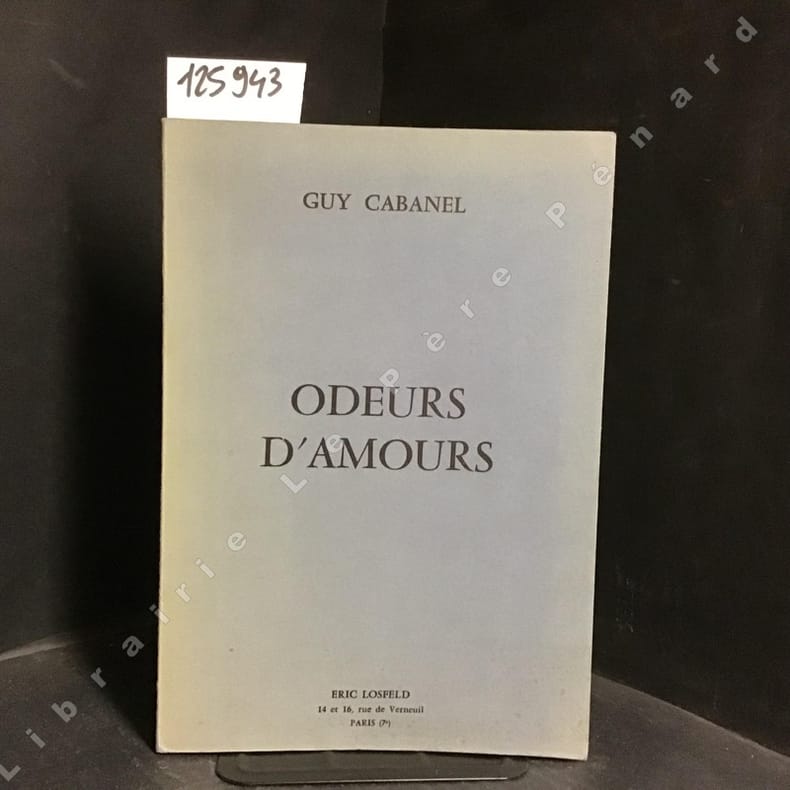 125943
GUY CABANEL
ODEURS
D'AMOURS
ERIC LOSFELD
14 et 16, rue de Verneuil
PARIS (7e)
Librairie Le Père Pénard